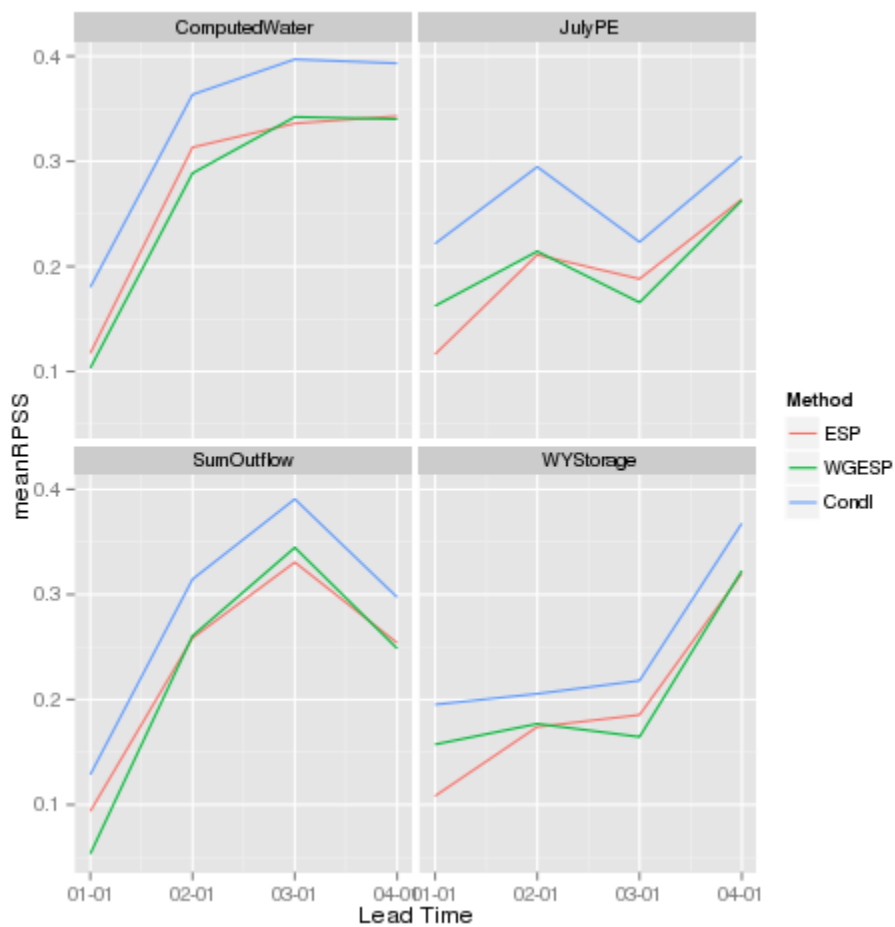 ComputedWater
JulyPE
0.4
0.3
0.2
0.1
meanRPSS
SumOutflow
WYStorage
0.4
0.3
0.2
0.1
01-01
02-01
03-01
04-01
01-01
02-01
03-01
04-01
Lead Time
Method
ESP
WGESP
Condl